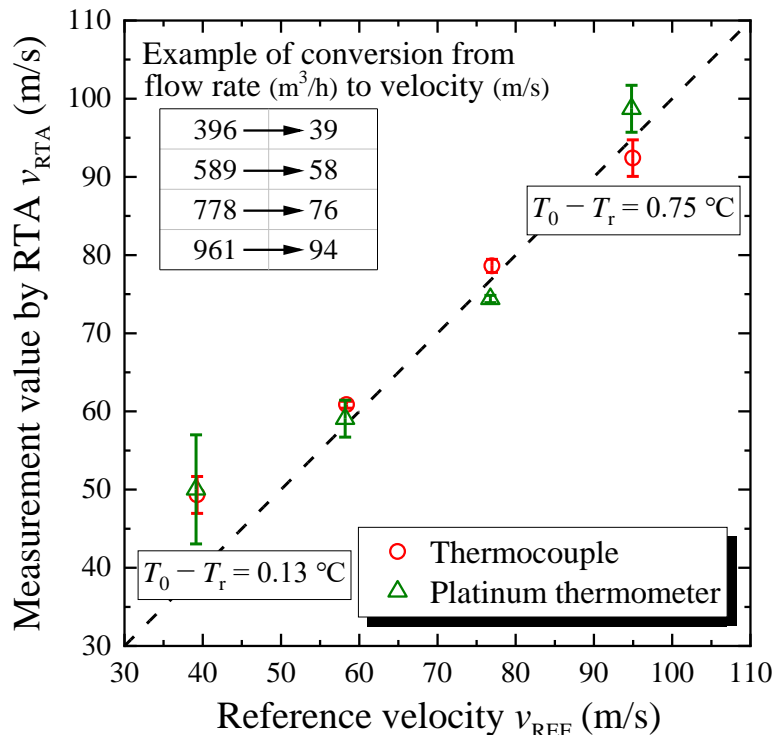 Measurement value by RTA vRTA (m/s)
110
100
90
80
70
60
50
40
30
Example of conversion from
flow rate (m³/h) to velocity (m/s)
396 → 39
589 → 58
778 → 76
961 → 94
T₀ − Tᵣ = 0.75 °C
T₀ − Tᵣ = 0.13 °C
Thermocouple
Platinum thermometer
30 40 50 60 70 80 90 100 110
Reference velocity vREF (m/s)